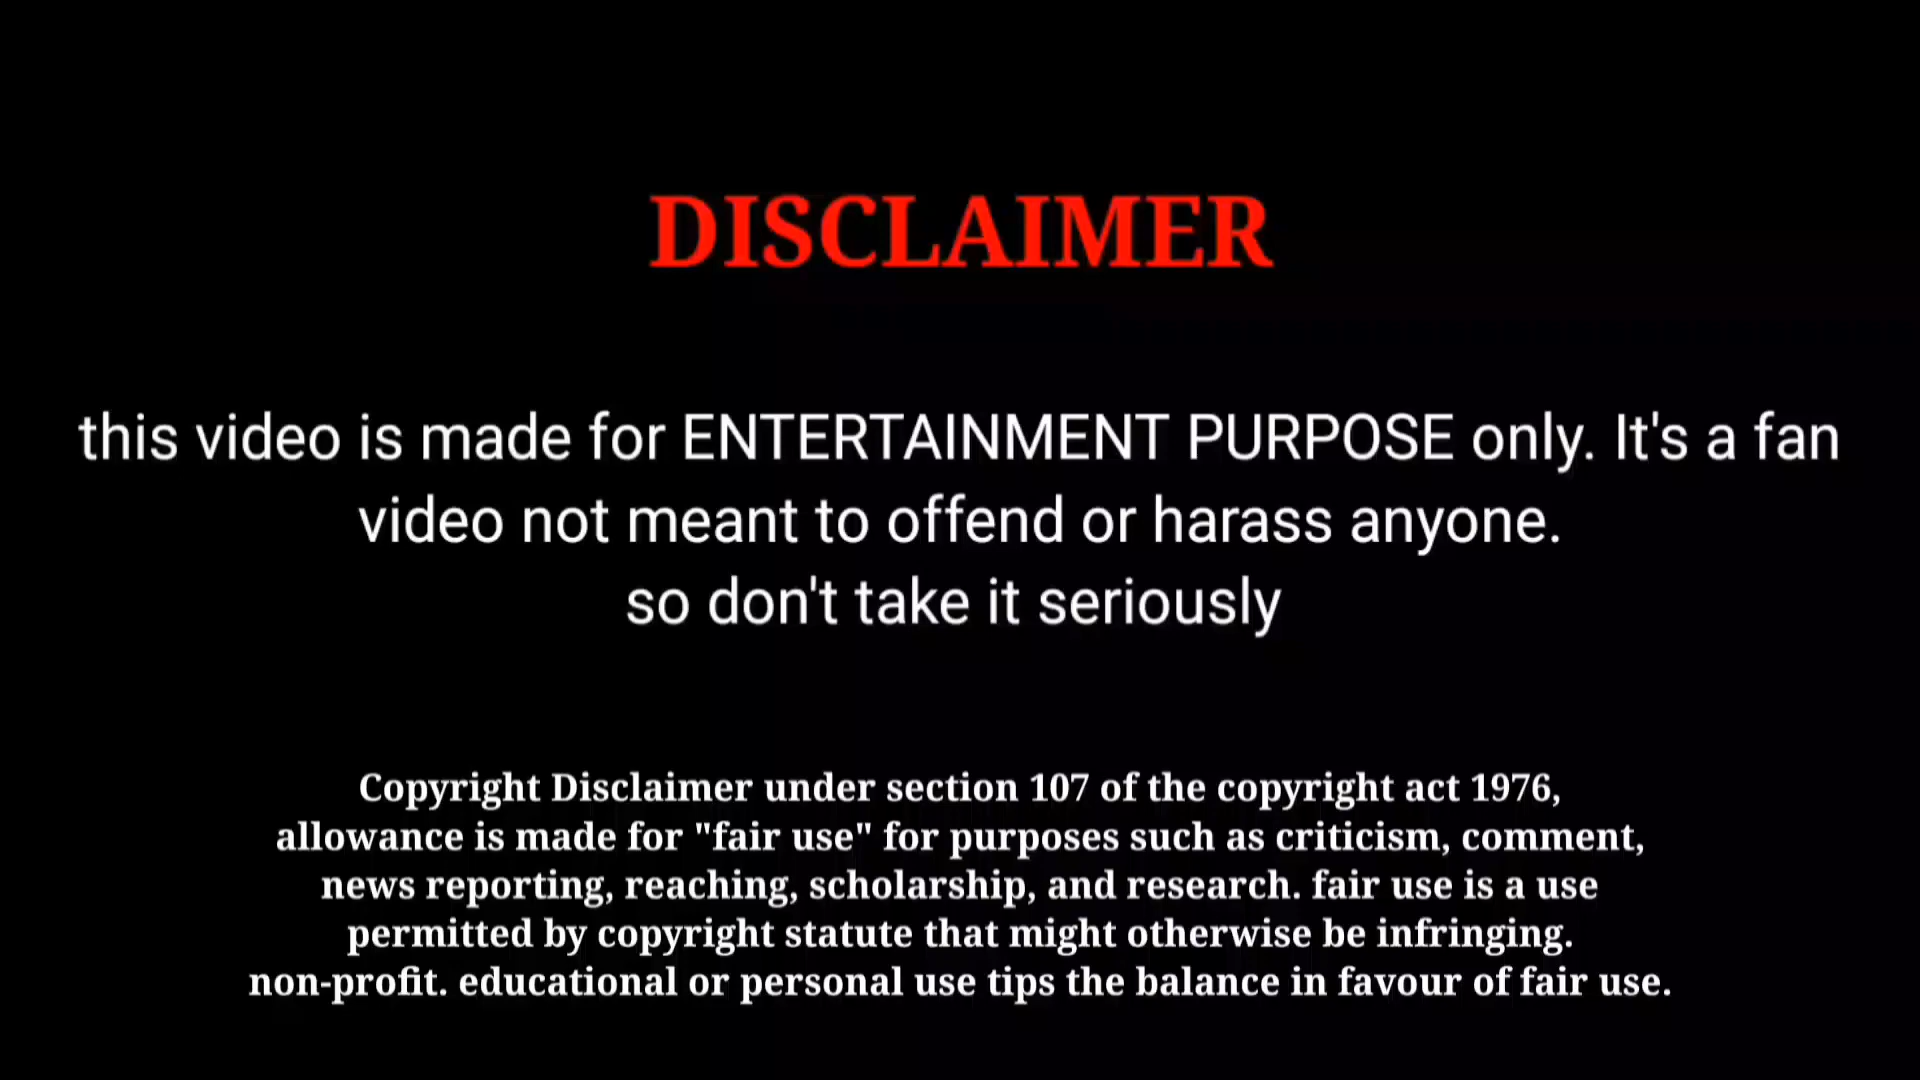 DISCLAIMER
this video is made for ENTERTAINMENT PURPOSE only. It's a fan
video not meant to offend or harass anyone.
so don't take it seriously
Copyright Disclaimer under section 107 of the copyright act 1976,
allowance is made for "fair use" for purposes such as criticism, comment,
news reporting, reaching, scholarship, and research. fair use is a use
permitted by copyright statute that might otherwise be infringing.
non-profit. educational or personal use tips the balance in favour of fair use.